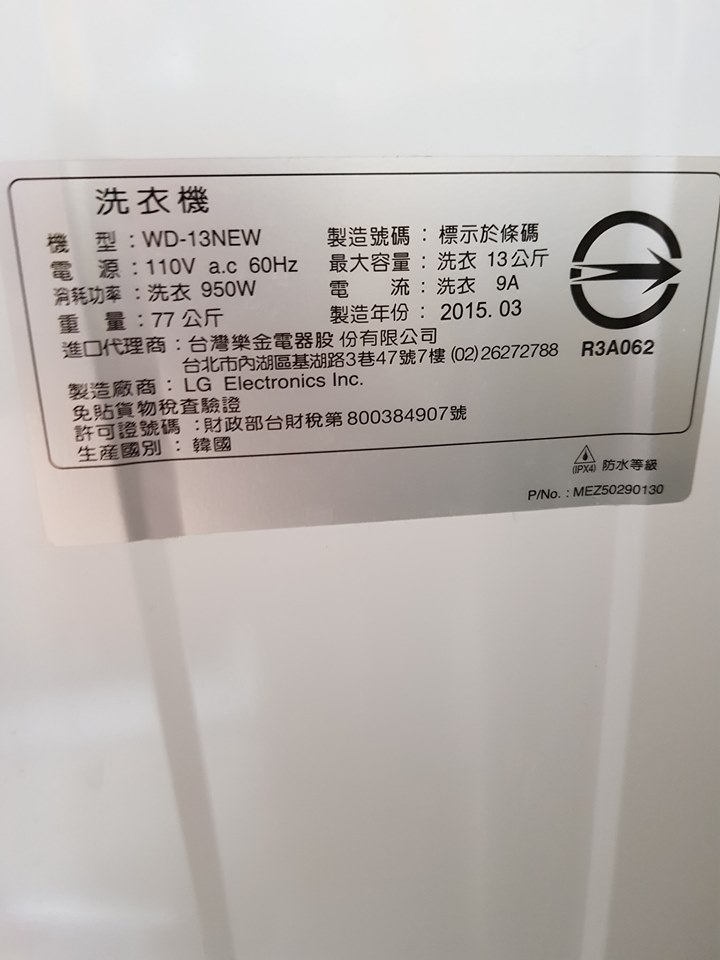 洗衣機
機 型：WD-13NEW 製造號碼：標示於條碼
電 源：110V a.c 60Hz 最大容量：洗衣 13公斤
消耗功率：洗衣 950W 電 流：洗衣 9A
重 量：77公斤 製造年份：2015.03
進口代理商：台灣樂金電器股份有限公司
台北市內湖區基湖路3巷47號7樓 (02)26272788 R3A062
製造廠商：LG Electronics Inc.
免貼貨物稅查驗證
許可證號碼：財政部台財稅第800384907號
生產國別：韓國
(IPX4) 防水等級
P/No.：MEZ50290130